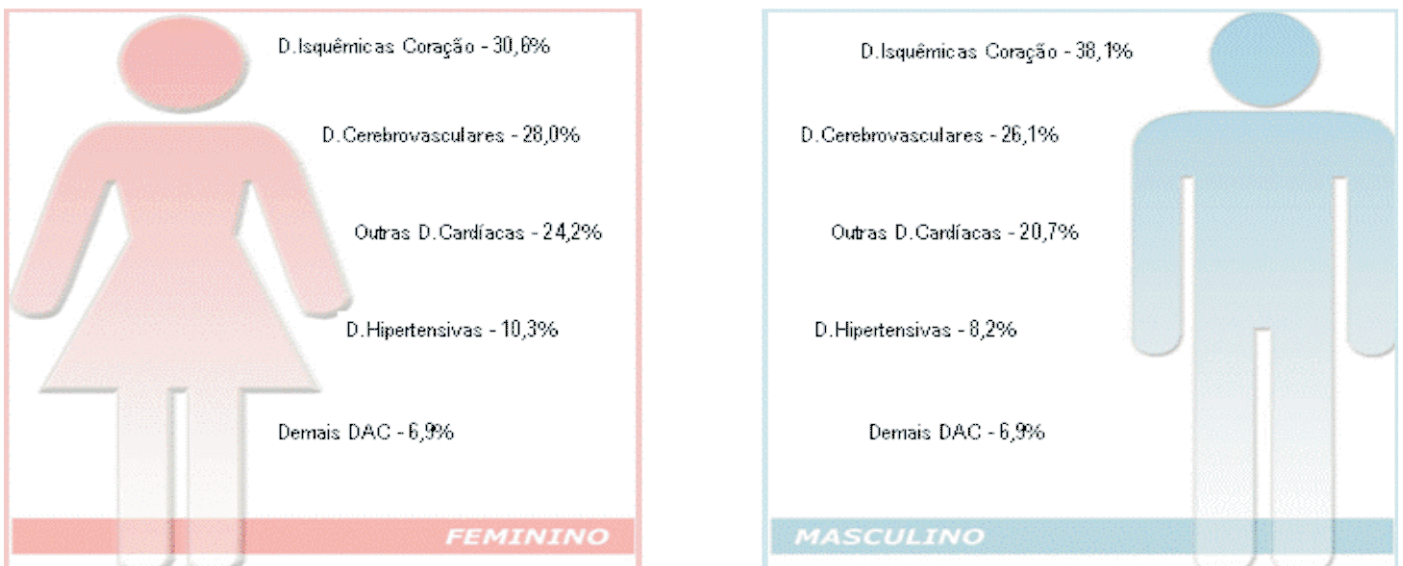 D.Isquêmicas Coração - 30,6%
D.Cerebrovasculares - 28,0%
Outras D.Cardíacas - 24,2%
D.Hipertensivas - 10,3%
Demais DAC - 6,9%
FEMININO
D.Isquêmicas Coração - 38,1%
D.Cerebrovasculares - 26,1%
Outras D.Cardíacas - 20,7%
D.Hipertensivas - 8,2%
Demais DAC - 6,9%
MASCULINO